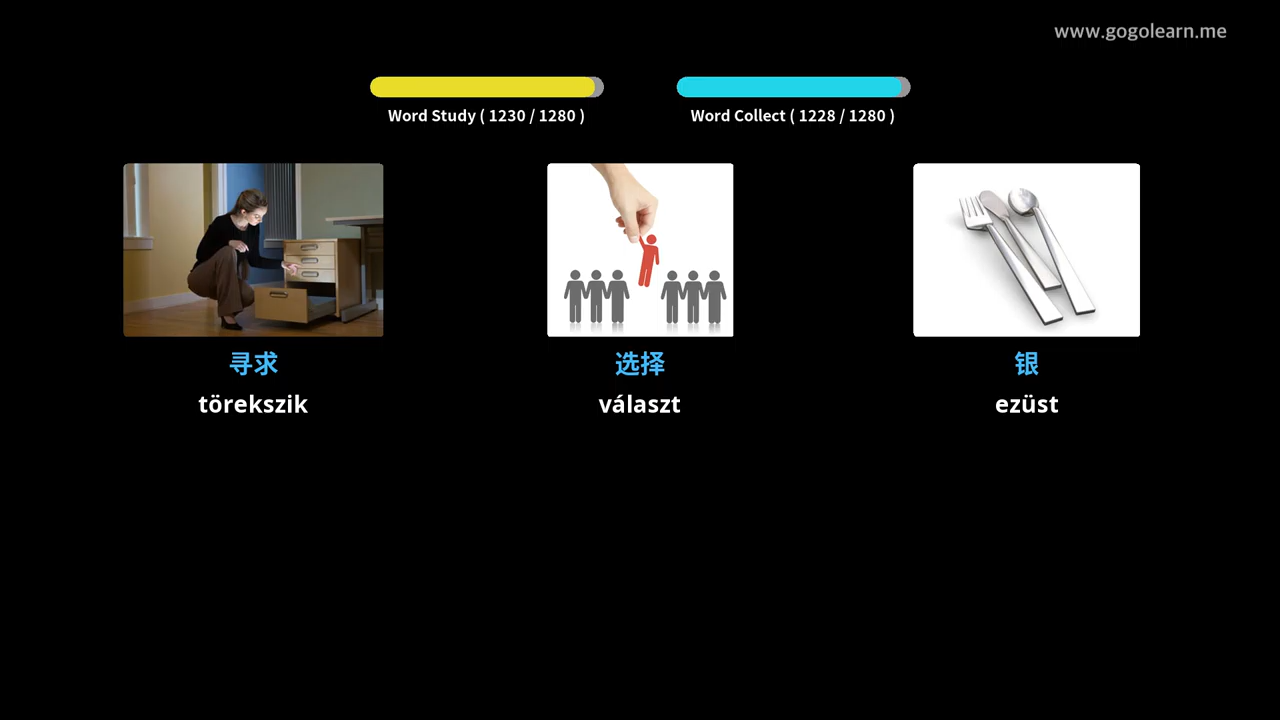 www.gogolearn.me
Word Study ( 1230 / 1280 )
Word Collect ( 1228 / 1280 )
寻求
选择
银
törekszik
választ
ezüst